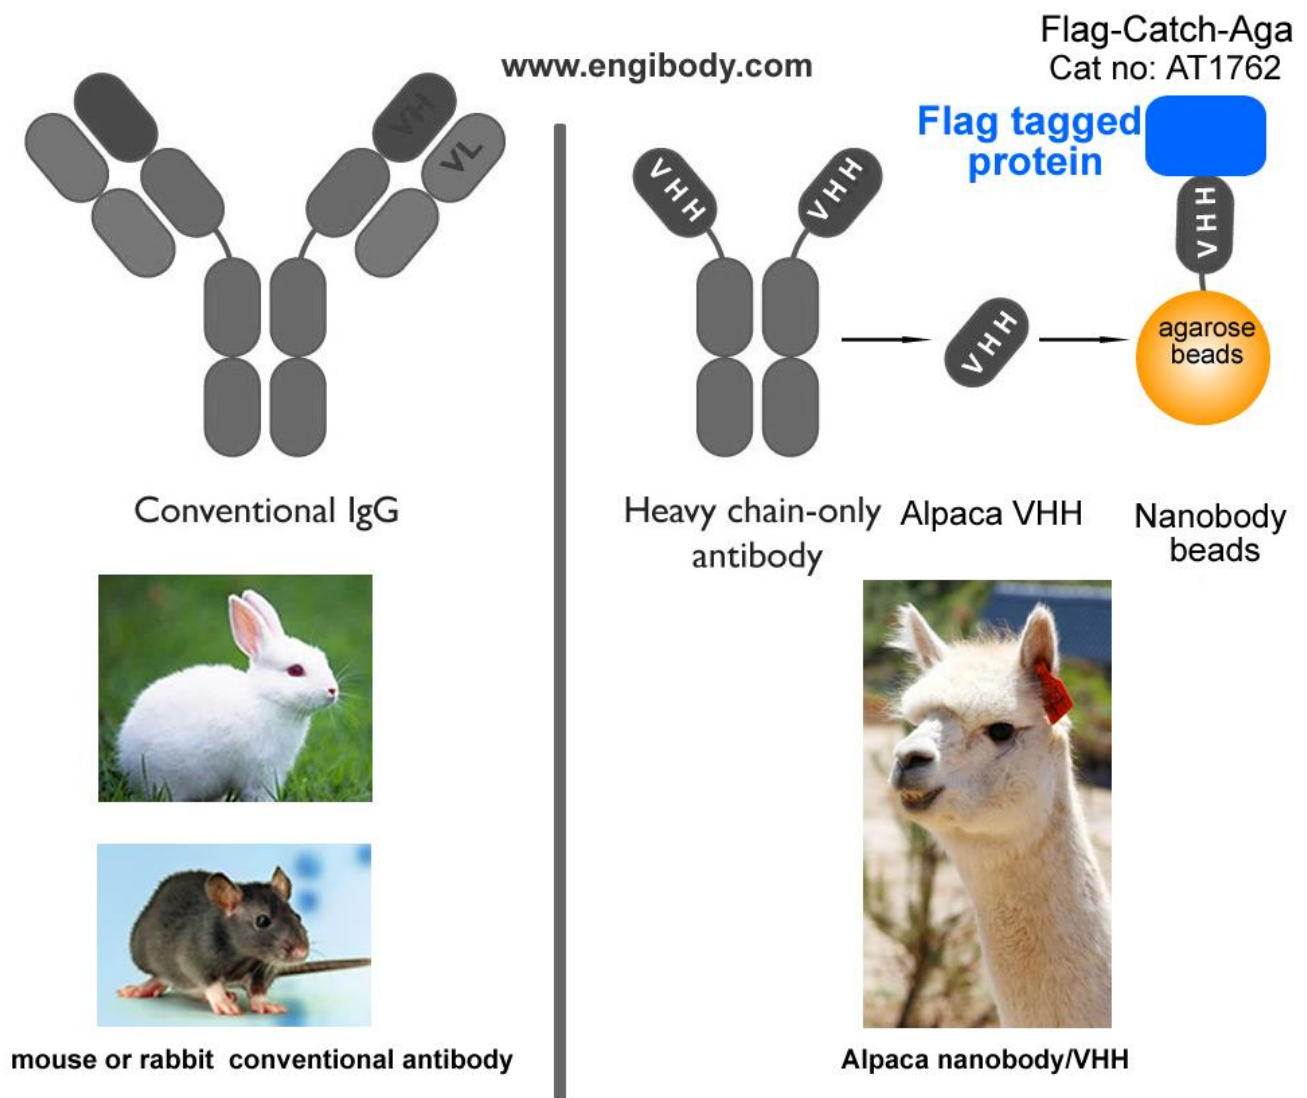 www.engibody.com
Flag-Catch-Aga
Cat no: AT1762
Flag tagged
protein
VH
VL
VHH
VHH
VHH
VHH
agarose
beads
Conventional IgG
Heavy chain-only
antibody
Alpaca VHH
Nanobody
beads
mouse or rabbit conventional antibody
Alpaca nanobody/VHH